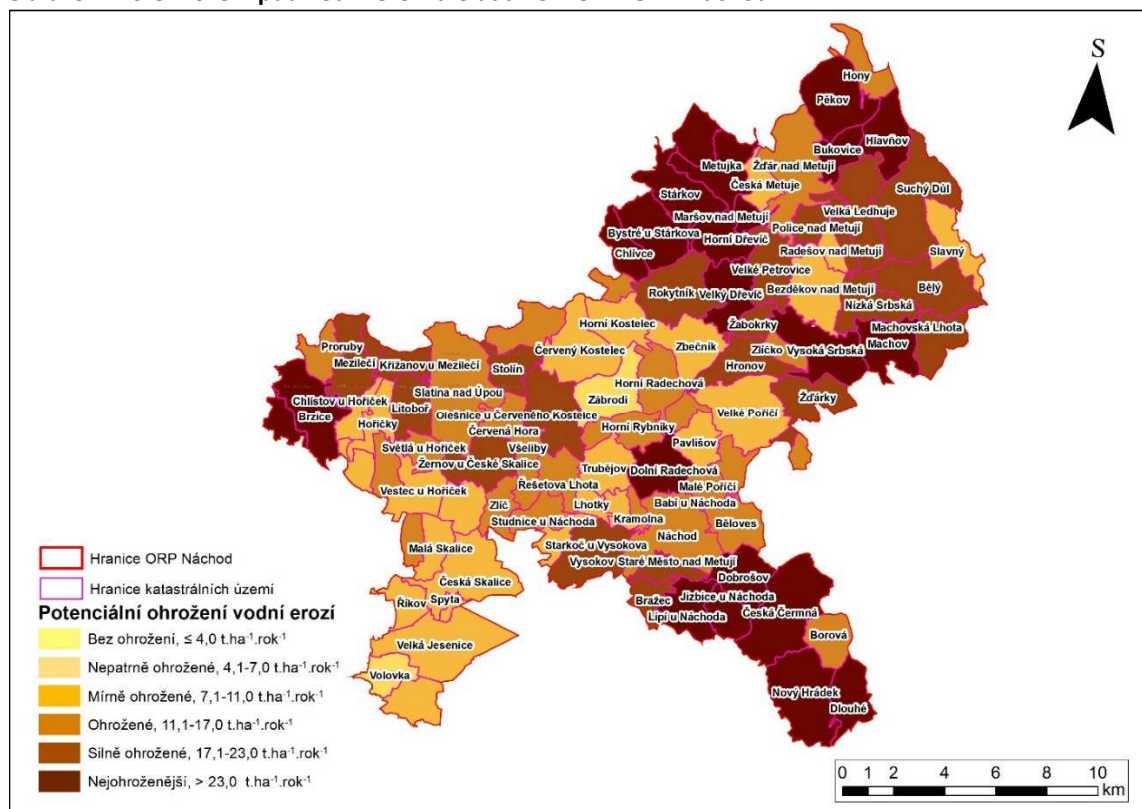 S
Hony
Pěkov
Hlavňov
Bukovice
Metujka
Žďár nad Metují
Česká Metuje
Stárkov
Suchý Důl
Maršov nad Metují
Velká Ledhuje
Bystré u Stárkova
Horní Dřevíč
Police nad Metují
Radešov nad Metují
Slavný
Chlívce
Velké Petrovice
Rokytník
Velký Dřevíč
Bezděkov nad Metují
Bělý
Nízká Srbská
Horní Kostelec
Žabokrky
Machovská Lhota
Proruby
Červený Kostelec
Zbečník
Zlíčko
Vysoká Srbská
Machov
Mezilečí
Křižanov u Mezilečí
Stolín
Hronov
Horní Radechová
Chlístov u Hořiček
Slatina nad Úpou
Zábrodí
Žďárky
Brzice
Litoboř
Olešnice u Červeného Kostelce
Velké Poříčí
Hořičky
Červená Hora
Horní Rybníky
Světlá u Hořiček
Všeliby
Pavlišov
Žernov u České Skalice
Trubějov
Dolní Radechová
Vestec u Hořiček
Řešetova Lhota
Malé Poříčí
Zlíč
Lhotky
Babí u Náchoda
Studnice u Náchoda
Kramolna
Běloves
Náchod
Malá Skalice
Starkoč u Vysokova
Vysokov
Staré Město nad Metují
Česká Skalice
Dobrošov
Říkov
Spyta
Bražec
Jizbice u Náchoda
Lipí u Náchoda
Česká Čermná
Velká Jesenice
Borová
Volovka
Nový Hrádek
Dlouhé
Hranice ORP Náchod
Hranice katastrálních území
Potenciální ohrožení vodní erozí
Bez ohrožení, ≤ 4,0 t.ha⁻¹.rok⁻¹
Nepatrně ohrožené, 4,1-7,0 t.ha⁻¹.rok⁻¹
Mírně ohrožené, 7,1-11,0 t.ha⁻¹.rok⁻¹
Ohrožené, 11,1-17,0 t.ha⁻¹.rok⁻¹
Silně ohrožené, 17,1-23,0 t.ha⁻¹.rok⁻¹
Nejohroženější, > 23,0 t.ha⁻¹.rok⁻¹
0 1 2 4 6 8 10
km